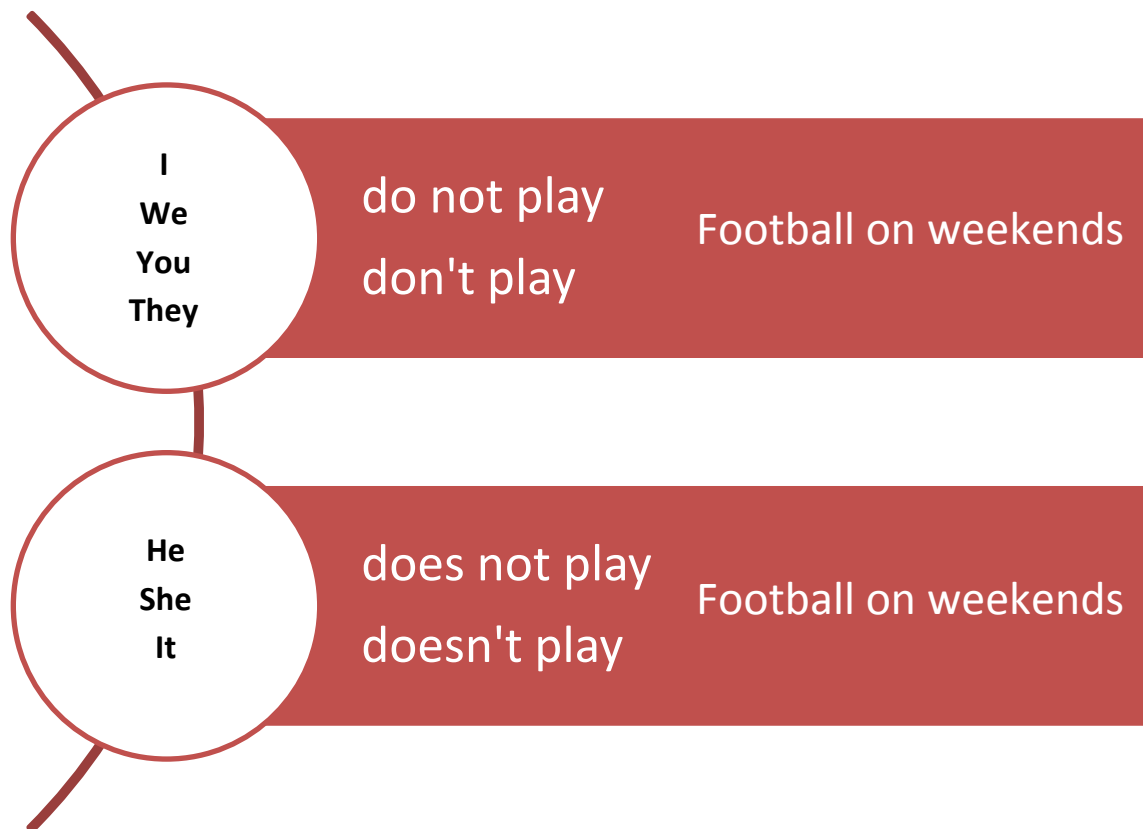 I
We
You
They
do not play
don't play
Football on weekends
He
She
It
does not play
doesn't play
Football on weekends